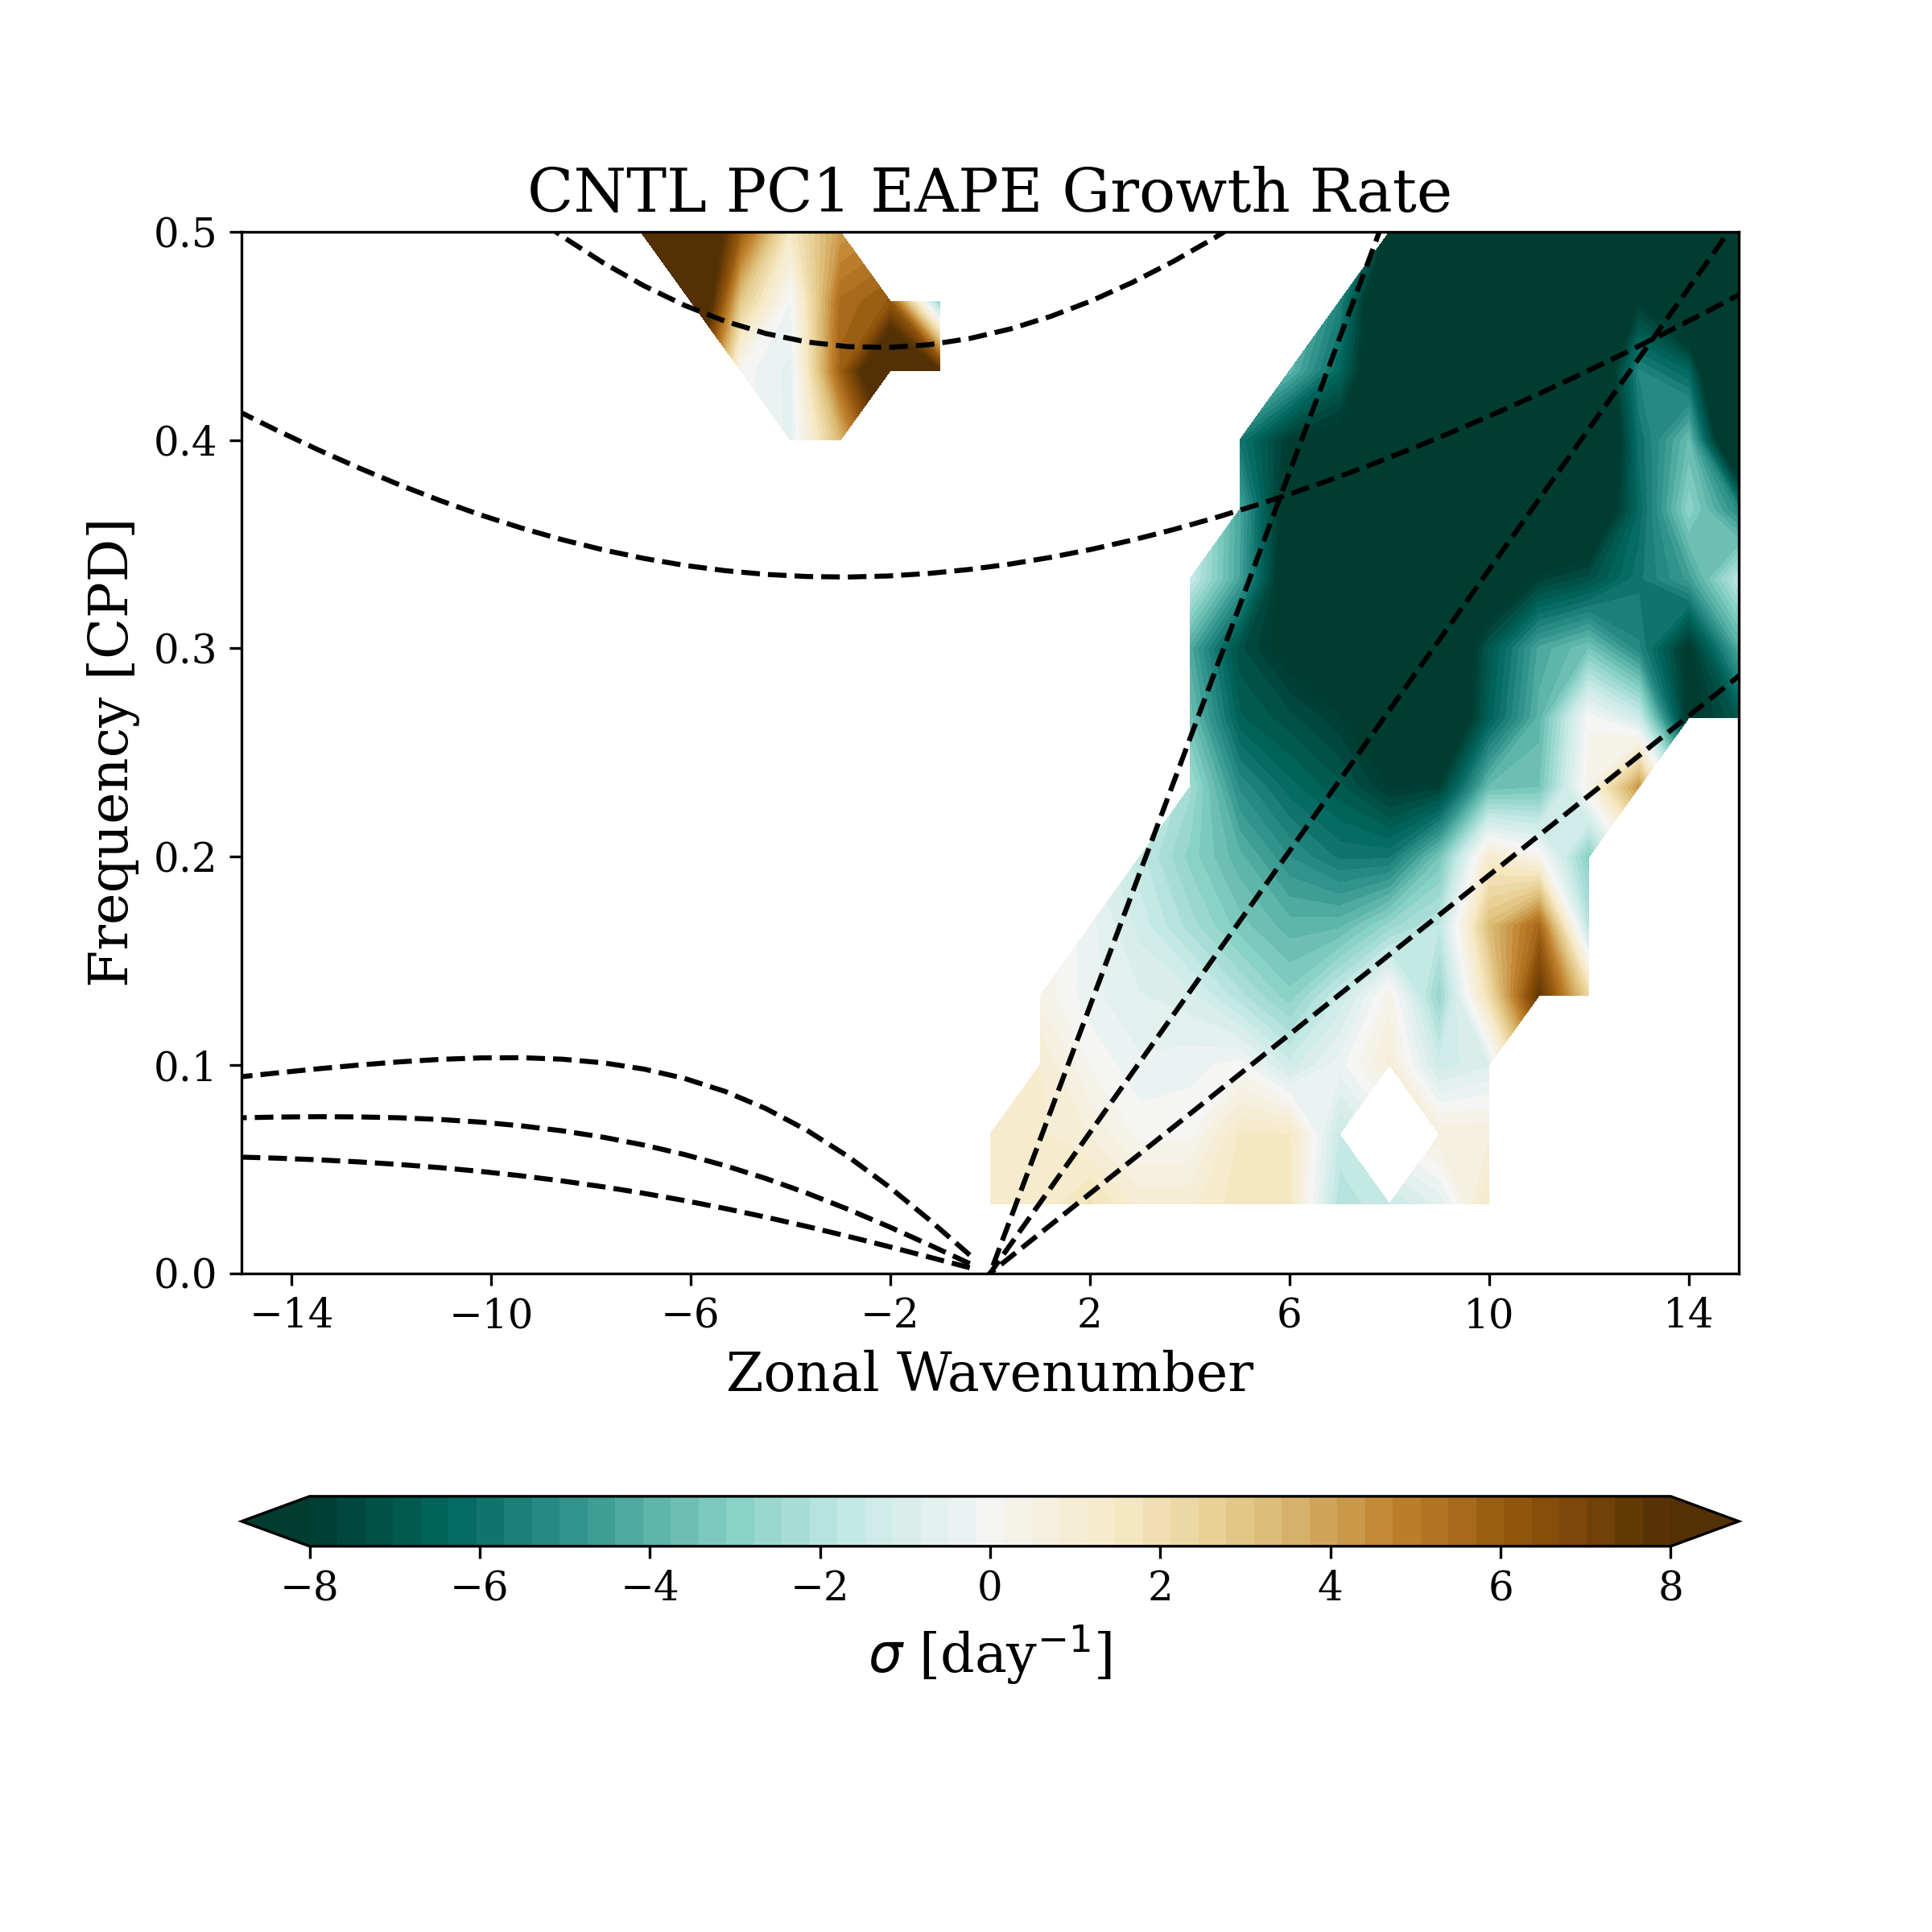 CNTL PC1 EAPE Growth Rate
0.5
0.4
0.3
0.2
0.1
0.0
Frequency [CPD]
−14 −10 −6 −2 2 6 10 14
Zonal Wavenumber
−8 −6 −4 −2 0 2 4 6 8
σ [day⁻¹]